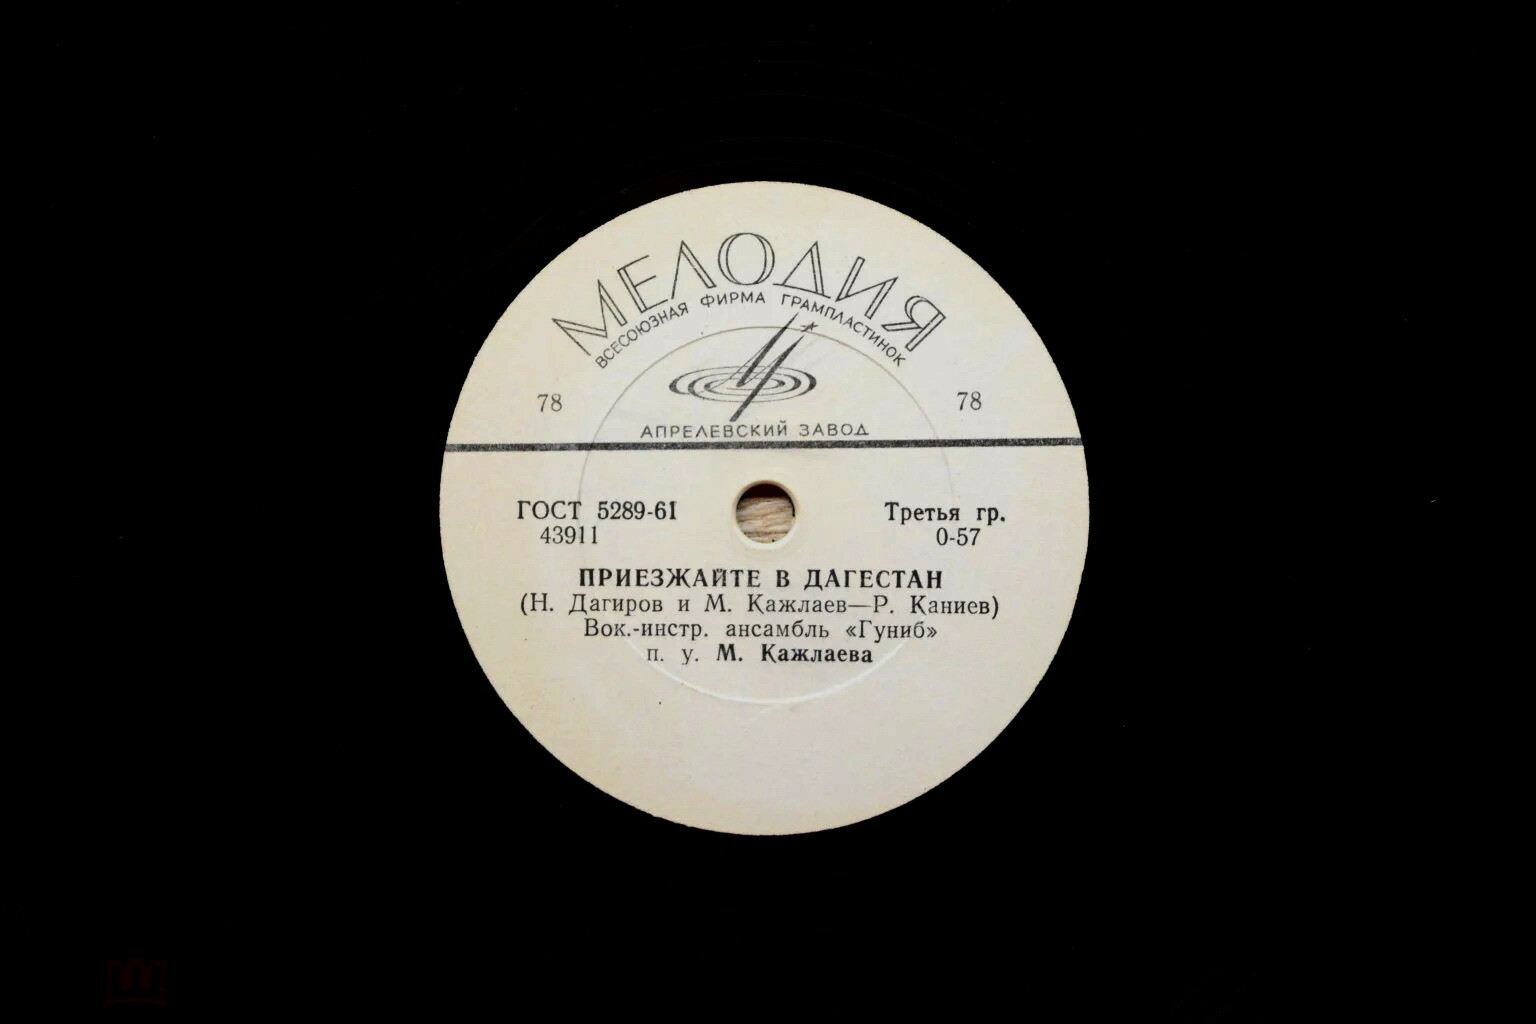 МЕЛОДИЯ
ВСЕСОЮЗНАЯ ФИРМА ГРАМПЛАСТИНОК
78
78
АПРЕЛЕВСКИЙ ЗАВОД
ГОСТ 5289-61
Третья гр.
43911
0-57
ПРИЕЗЖАЙТЕ В ДАГЕСТАН
(Н. Дагиров и М. Кажлаев—Р. Каниев)
Вок.-инстр. ансамбль «Гуниб»
п. у. М. Кажлаева